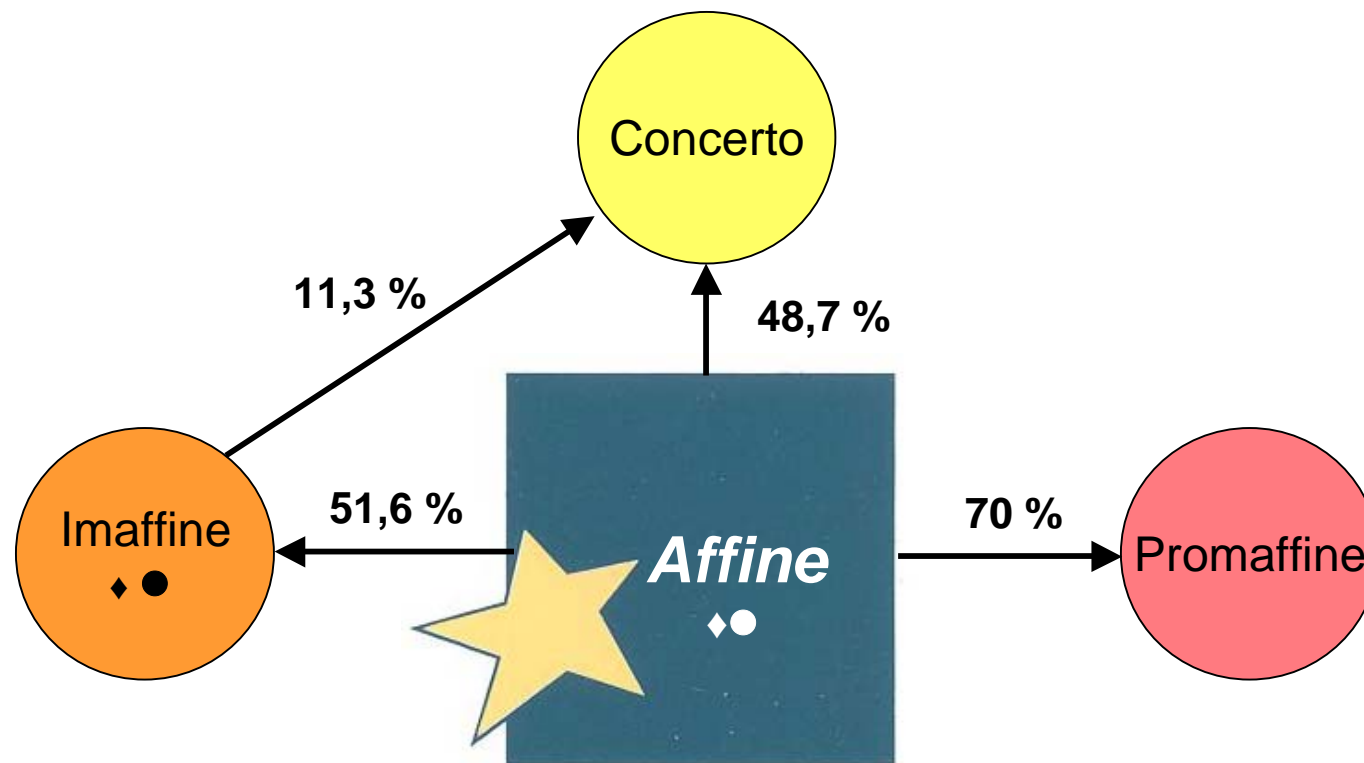 Concerto
11,3 %
48,7 %
51,6 %
70 %
Imaffine
♦ ●
Affine
♦●
Promaffine